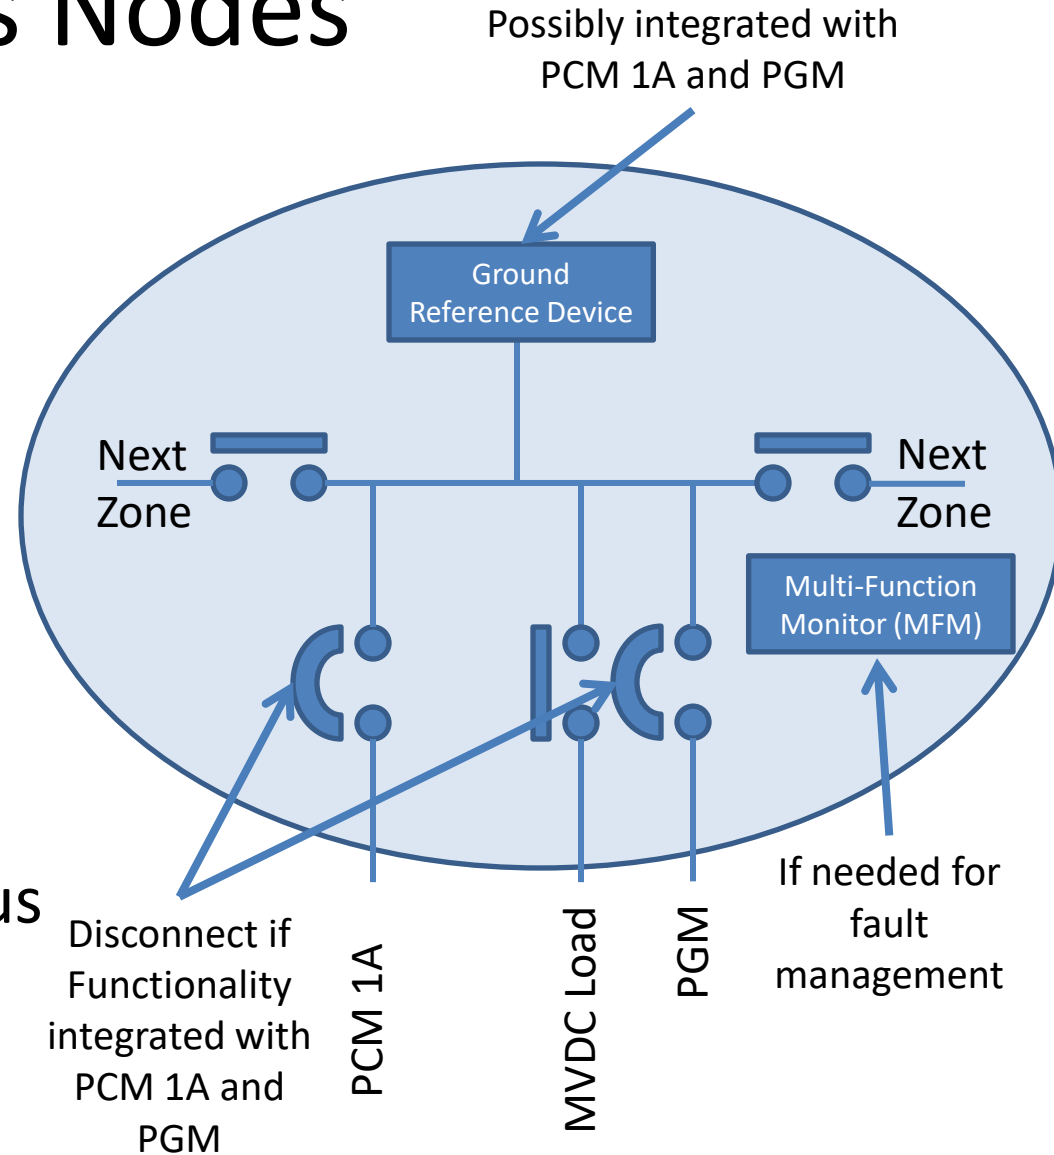 s Nodes
Possibly integrated with
PCM 1A and PGM
Ground
Reference Device
Next
Zone
Next
Zone
Multi-Function
Monitor (MFM)
us
Disconnect if
Functionality
integrated with
PCM 1A and
PGM
PCM 1A
MVDC Load
PGM
If needed for
fault
management